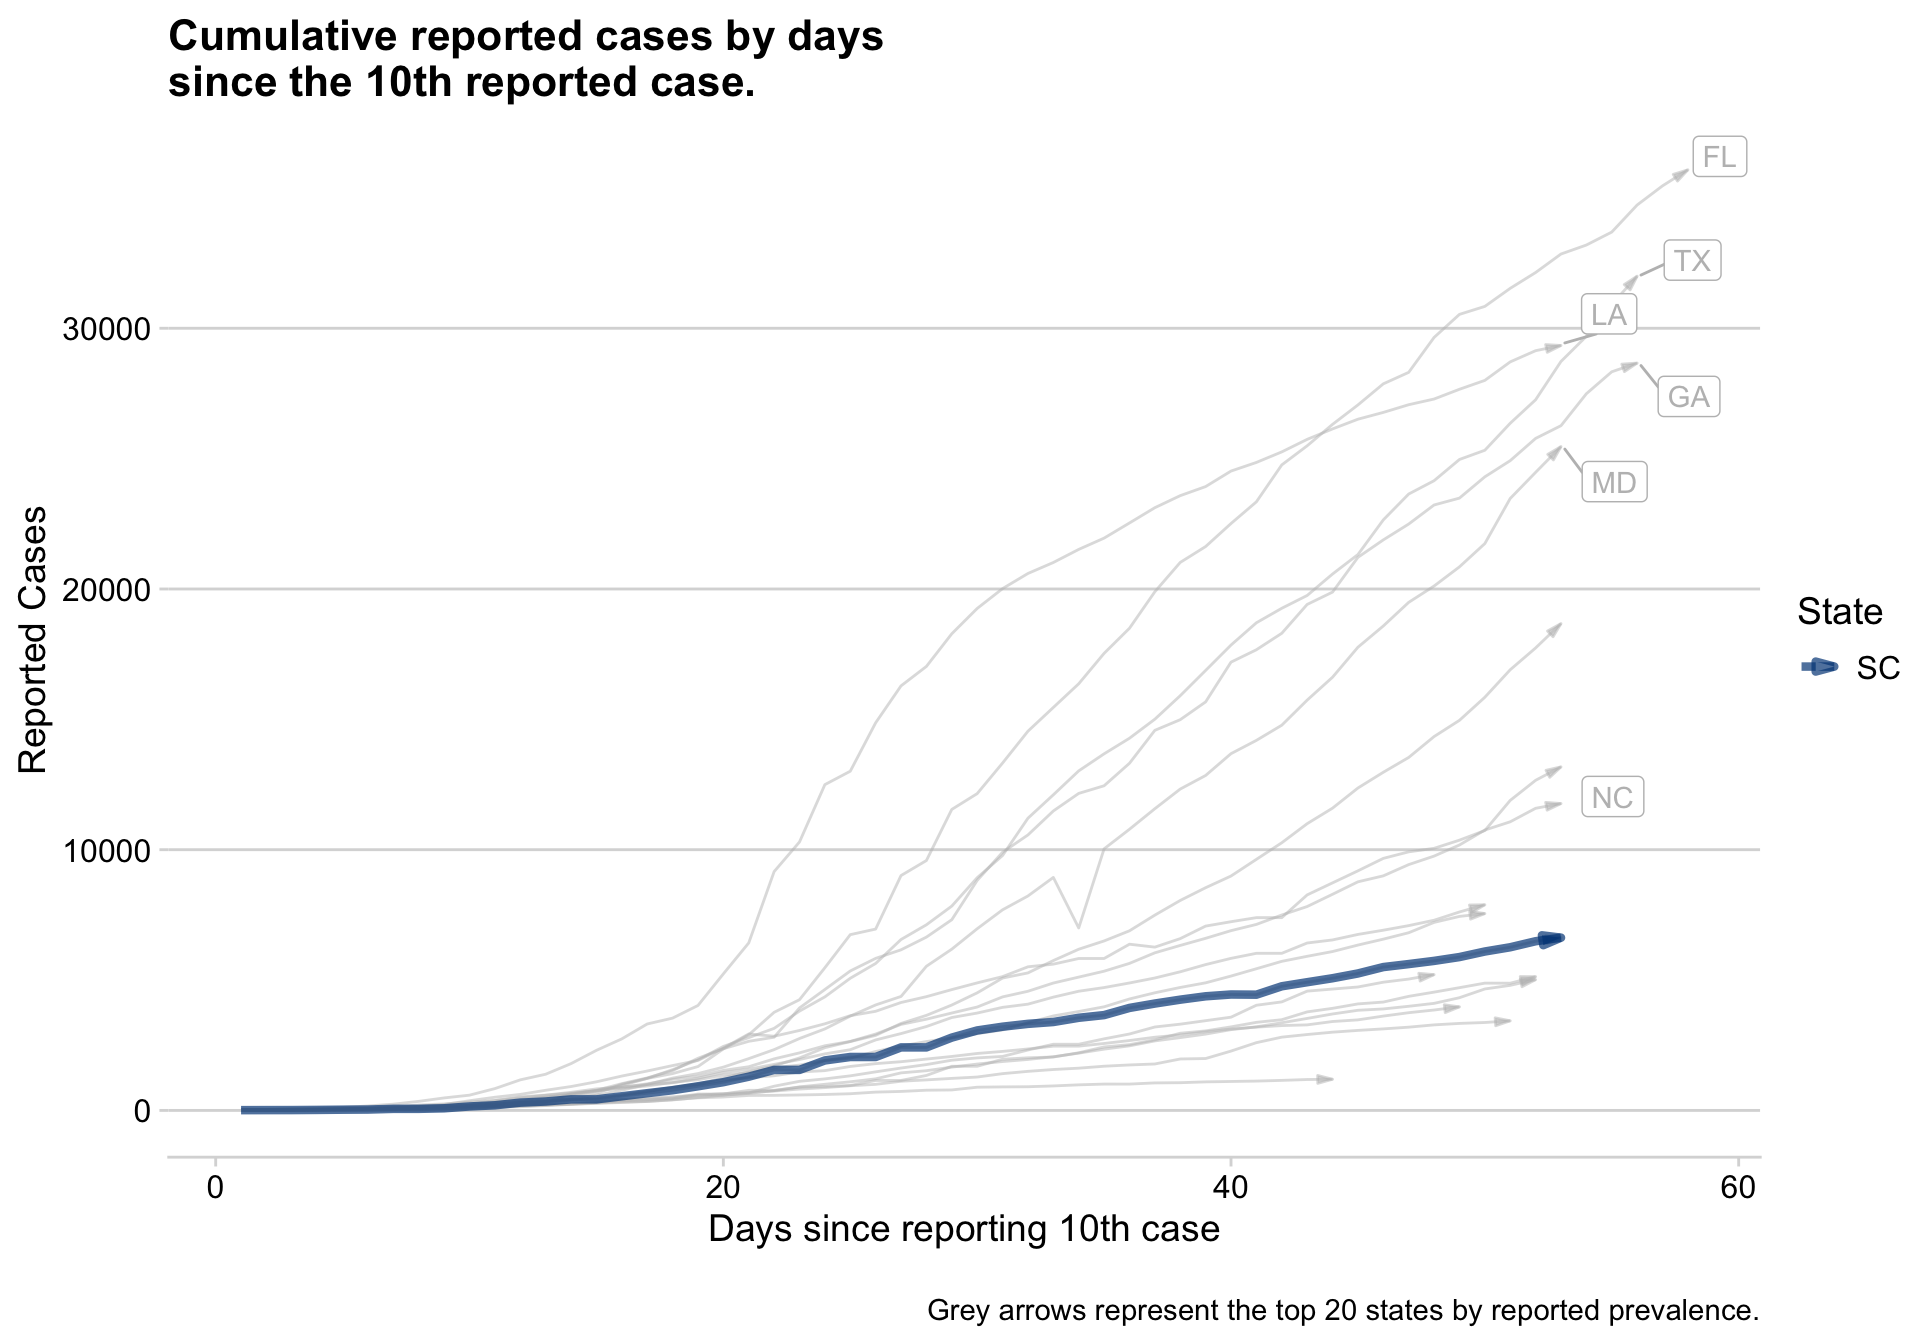 Cumulative reported cases by days
since the 10th reported case.
FL
TX
LA
30000
GA
MD
Reported Cases
20000
State
SC
NC
10000
0
0 20 40 60
Days since reporting 10th case
Grey arrows represent the top 20 states by reported prevalence.